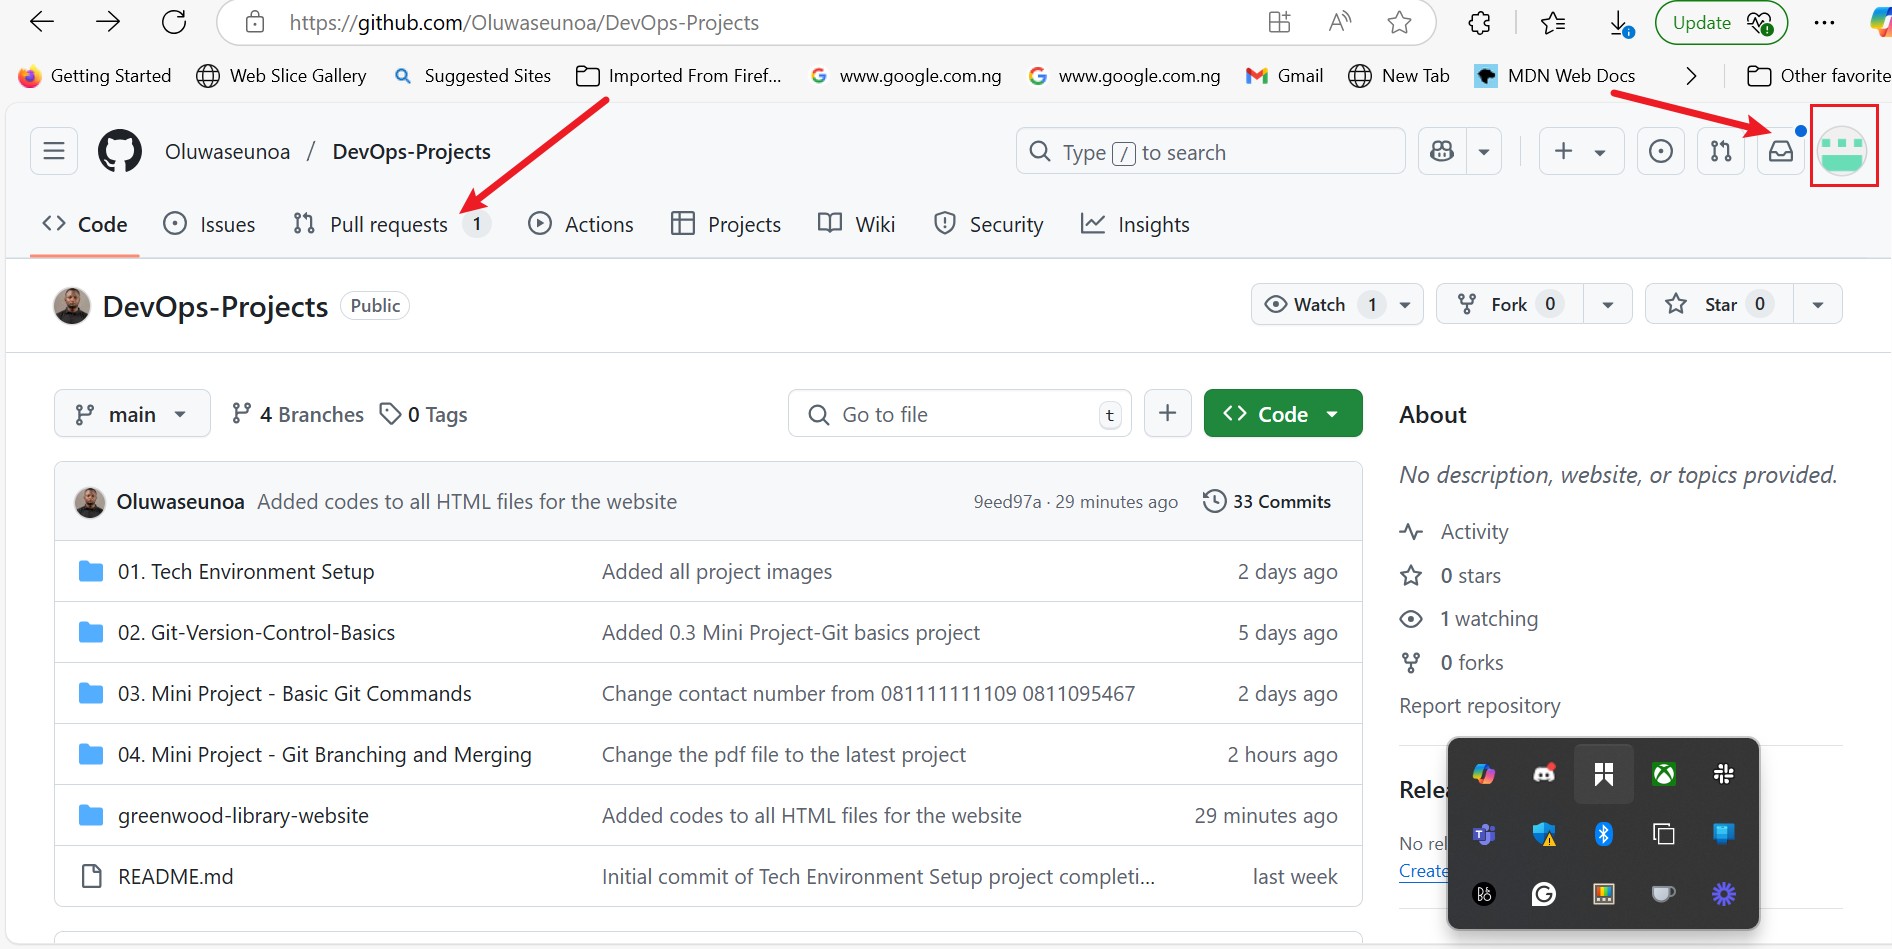 https://github.com/Oluwaseunoa/DevOps-Projects
Update
Getting Started Web Slice Gallery Suggested Sites Imported From Firef... www.google.com.ng www.google.com.ng Gmail New Tab MDN Web Docs Other favorite
Oluwaseunoa / DevOps-Projects Type / to search
Code Issues Pull requests 1 Actions Projects Wiki Security Insights
DevOps-Projects Public Watch 1 Fork 0 Star 0
main 4 Branches 0 Tags Go to file t Code
About
No description, website, or topics provided.
Oluwaseunoa Added codes to all HTML files for the website 9eed97a · 29 minutes ago 33 Commits
01. Tech Environment Setup Added all project images 2 days ago
02. Git-Version-Control-Basics Added 0.3 Mini Project-Git basics project 5 days ago
03. Mini Project - Basic Git Commands Change contact number from 081111111109 0811095467 2 days ago
04. Mini Project - Git Branching and Merging Change the pdf file to the latest project 2 hours ago
greenwood-library-website Added codes to all HTML files for the website 29 minutes ago
README.md Initial commit of Tech Environment Setup project completi... last week
Activity
0 stars
1 watching
0 forks
Report repository
Relea
No rel
Create